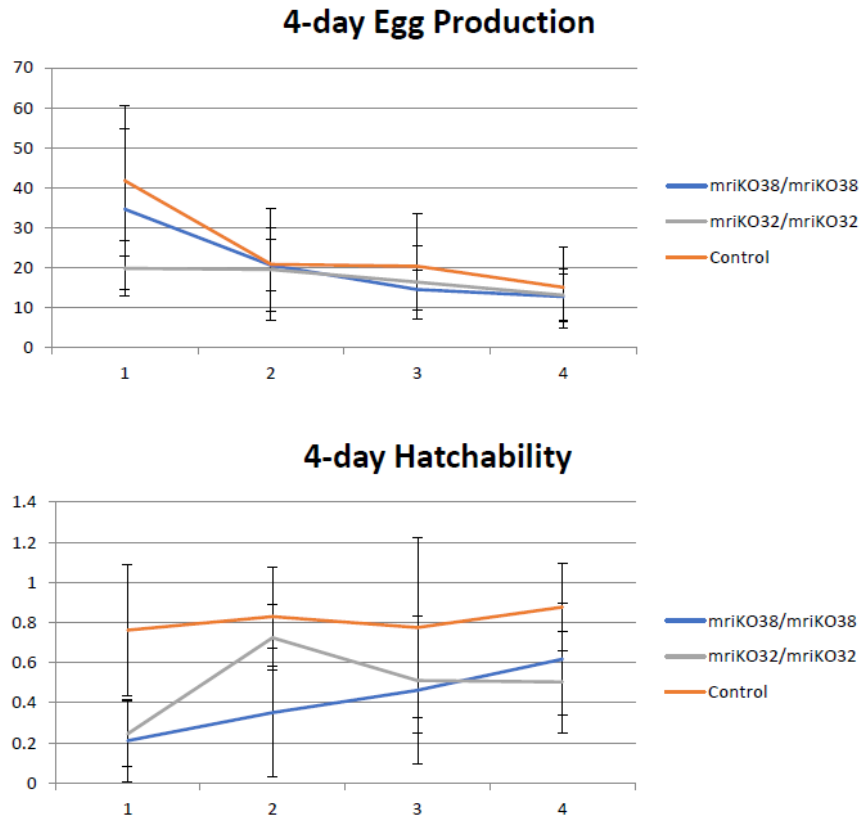 4-day Egg Production
70
60
50
40
30
20
10
0
1 2 3 4
mriKO38/mriKO38
mriKO32/mriKO32
Control
4-day Hatchability
1.4
1.2
1
0.8
0.6
0.4
0.2
0
1 2 3 4
mriKO38/mriKO38
mriKO32/mriKO32
Control